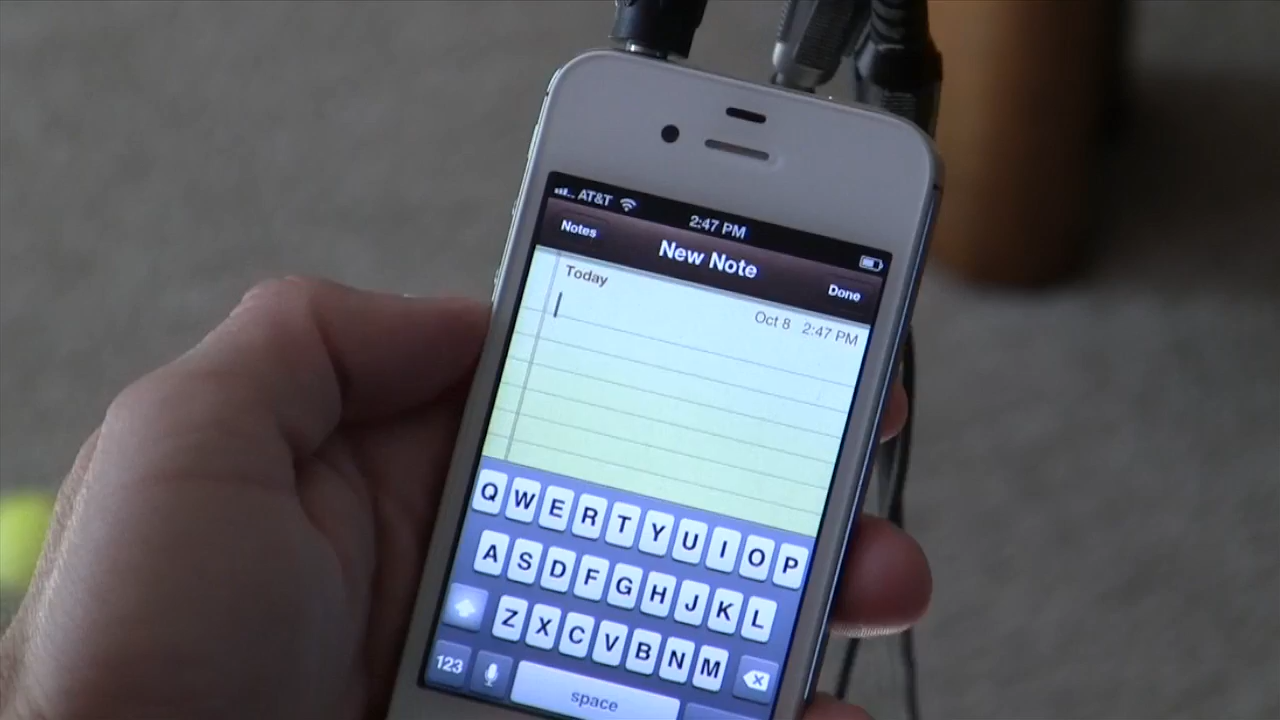 AT&T 2:47 PM
Notes New Note Done
Today Oct 8 2:47 PM
Q W E R T Y U I O P
A S D F G H J K L
Z X C V B N M
123 space